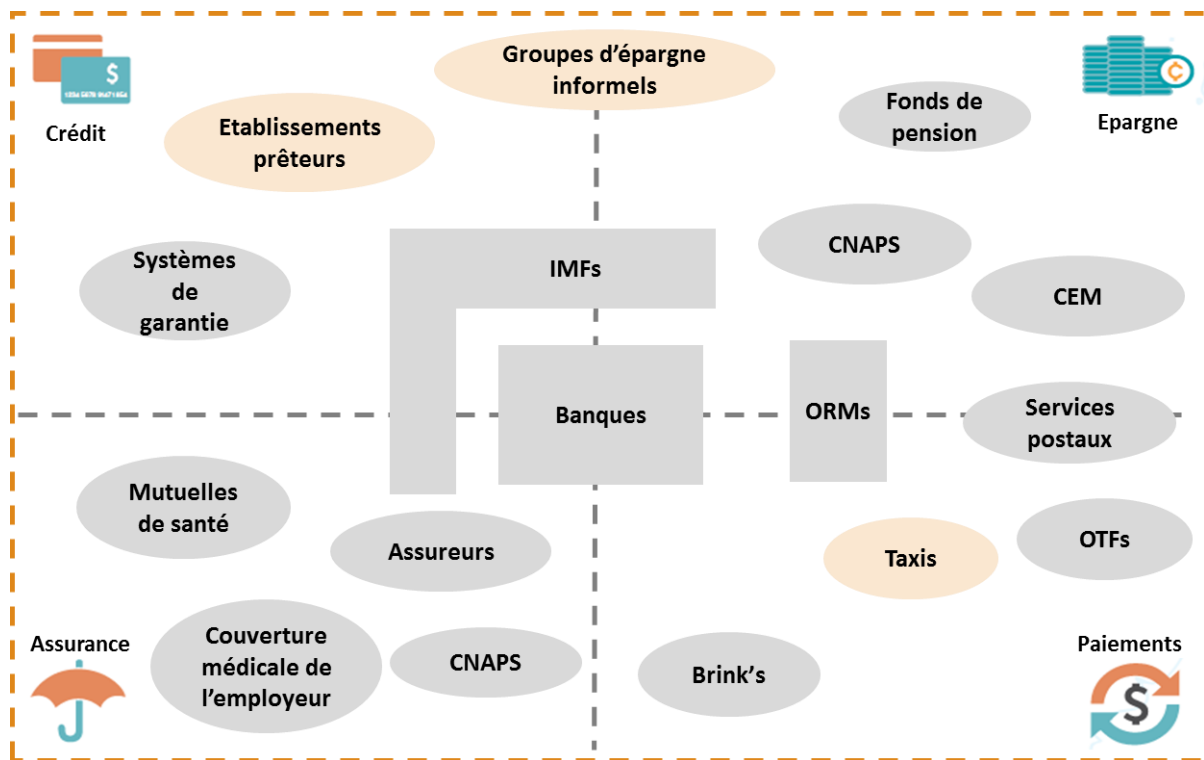 Crédit
Groupes d'épargne
informels
Epargne
Etablissements
prêteurs
Fonds de
pension
Systèmes
de
garantie
IMFs
CNAPS
CEM
Banques
ORMs
Services
postaux
Mutuelles
de santé
Assureurs
Taxis
OTFs
Assurance
Couverture
médicale de
l'employeur
CNAPS
Brink's
Paiements